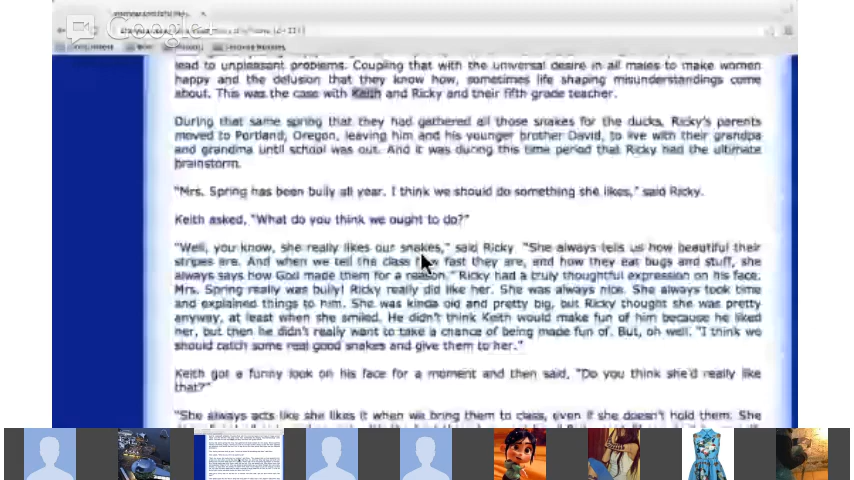 Google+
lead to unpleasant problems. Coupling that with the universal desire in all males to make women
happy and the delusion that they know how, sometimes life shaping misunderstandings come
about. This was the case with Keith and Ricky and their fifth grade teacher.
During that same spring that they had gathered all those snakes for the ducks, Ricky's parents
moved to Portland, Oregon, leaving him and his younger brother David, to live with their grandpa
and grandma until school was out. And it was during this time period that Ricky had the ultimate
brainstorm.
"Mrs. Spring has been bully all year. I think we should do something she likes," said Ricky.
Keith asked, "What do you think we ought to do?"
"Well, you know, she really likes our snakes," said Ricky "She always tells us how beautiful their
stripes are. And when we tell the class how fast they are, and how they eat bugs and stuff, she
always says how God made them for a reason." Ricky had a truly thoughtful expression on his face.
Mrs. Spring really was bully! Ricky really did like her. She was always nice. She always took time
and explained things to him. She was kinda old and pretty big, but Ricky thought she was pretty
anyway, at least when she smiled. He didn't think Keith would make fun of him because he liked
her, but then he didn't really want to take a chance of being made fun of. But, oh well. "I think we
should catch some real good snakes and give them to her."
Keith got a funny look on his face for a moment and then said, "Do you think she'd really like
that?"
"She always acts like she likes it when we bring them to class, even if she doesn't hold them. She